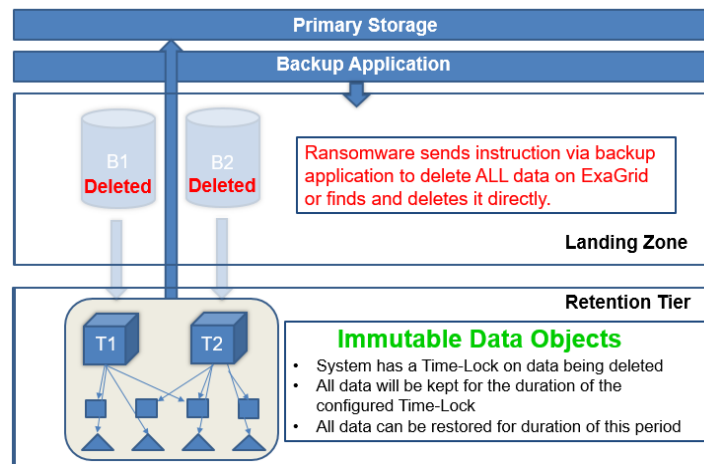 Primary Storage
Backup Application
B1
Deleted
B2
Deleted
Ransomware sends instruction via backup
application to delete ALL data on ExaGrid
or finds and deletes it directly.
Landing Zone
Retention Tier
T1
T2
Immutable Data Objects
• System has a Time-Lock on data being deleted
• All data will be kept for the duration of the
configured Time-Lock
• All data can be restored for duration of this period